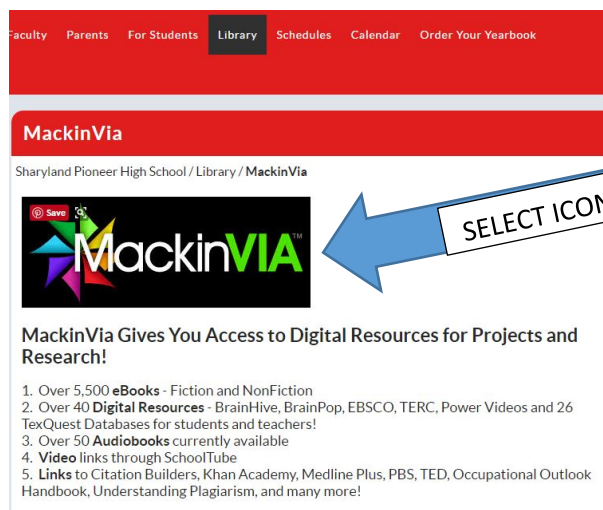 Faculty Parents For Students Library Schedules Calendar Order Your Yearbook
MackinVia
Sharyland Pioneer High School / Library / MackinVia
Save
MackinVIA™
SELECT ICON
MackinVia Gives You Access to Digital Resources for Projects and
Research!
1. Over 5,500 eBooks - Fiction and NonFiction
2. Over 40 Digital Resources - BrainHive, BrainPop, EBSCO, TERC, Power Videos and 26
TexQuest Databases for students and teachers!
3. Over 50 Audiobooks currently available
4. Video links through SchoolTube
5. Links to Citation Builders, Khan Academy, Medline Plus, PBS, TED, Occupational Outlook
Handbook, Understanding Plagiarism, and many more!